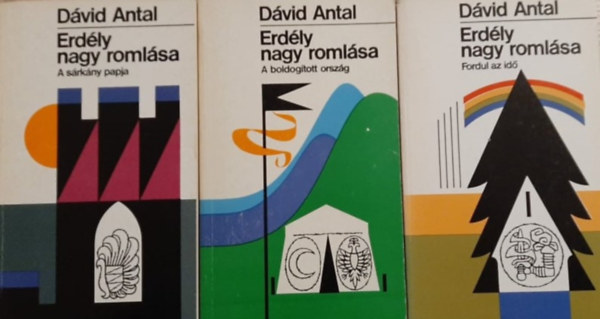 Dávid Antal
Erdély
nagy romlása
A sárkány papja
Dávid Antal
Erdély
nagy romlása
A boldogított ország
Dávid Antal
Erdély
nagy romlása
Fordul az idő